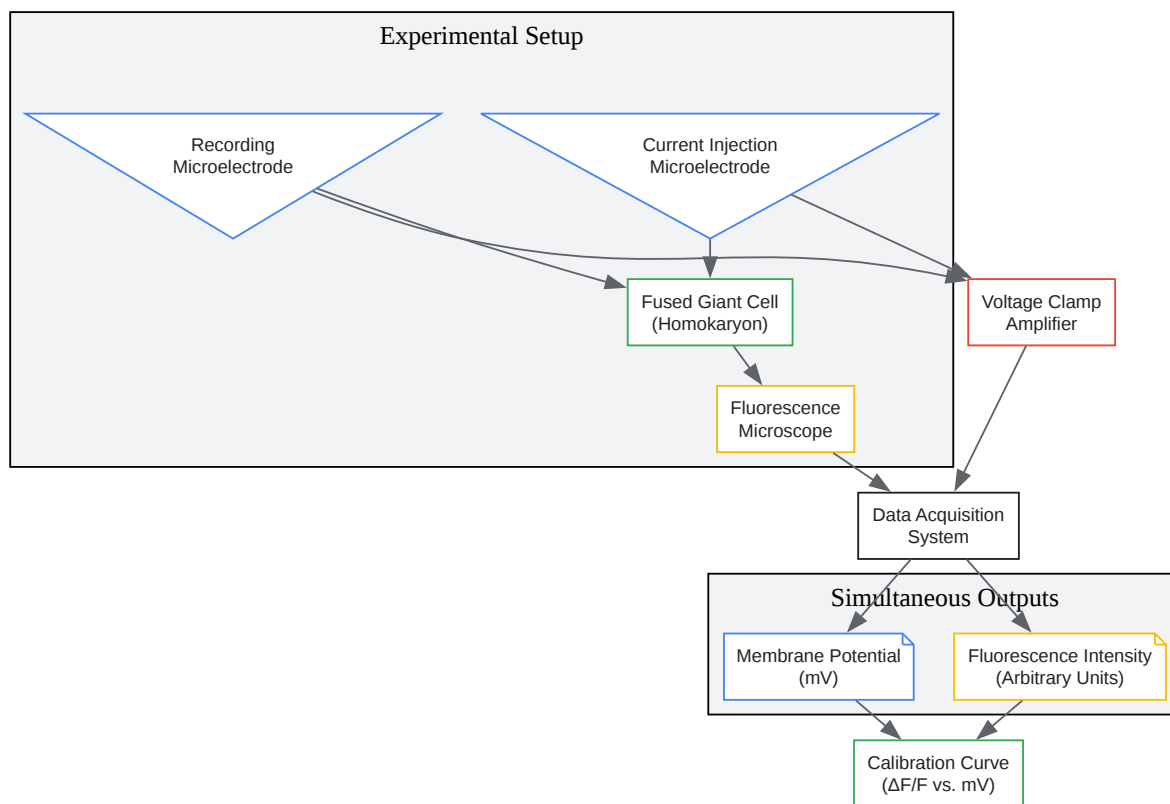 Experimental Setup
Recording
Microelectrode
Current Injection
Microelectrode
Fused Giant Cell
(Homokaryon)
Voltage Clamp
Amplifier
Fluorescence
Microscope
Data Acquisition
System
Simultaneous Outputs
Membrane Potential
(mV)
Fluorescence Intensity
(Arbitrary Units)
Calibration Curve
(ΔF/F vs. mV)